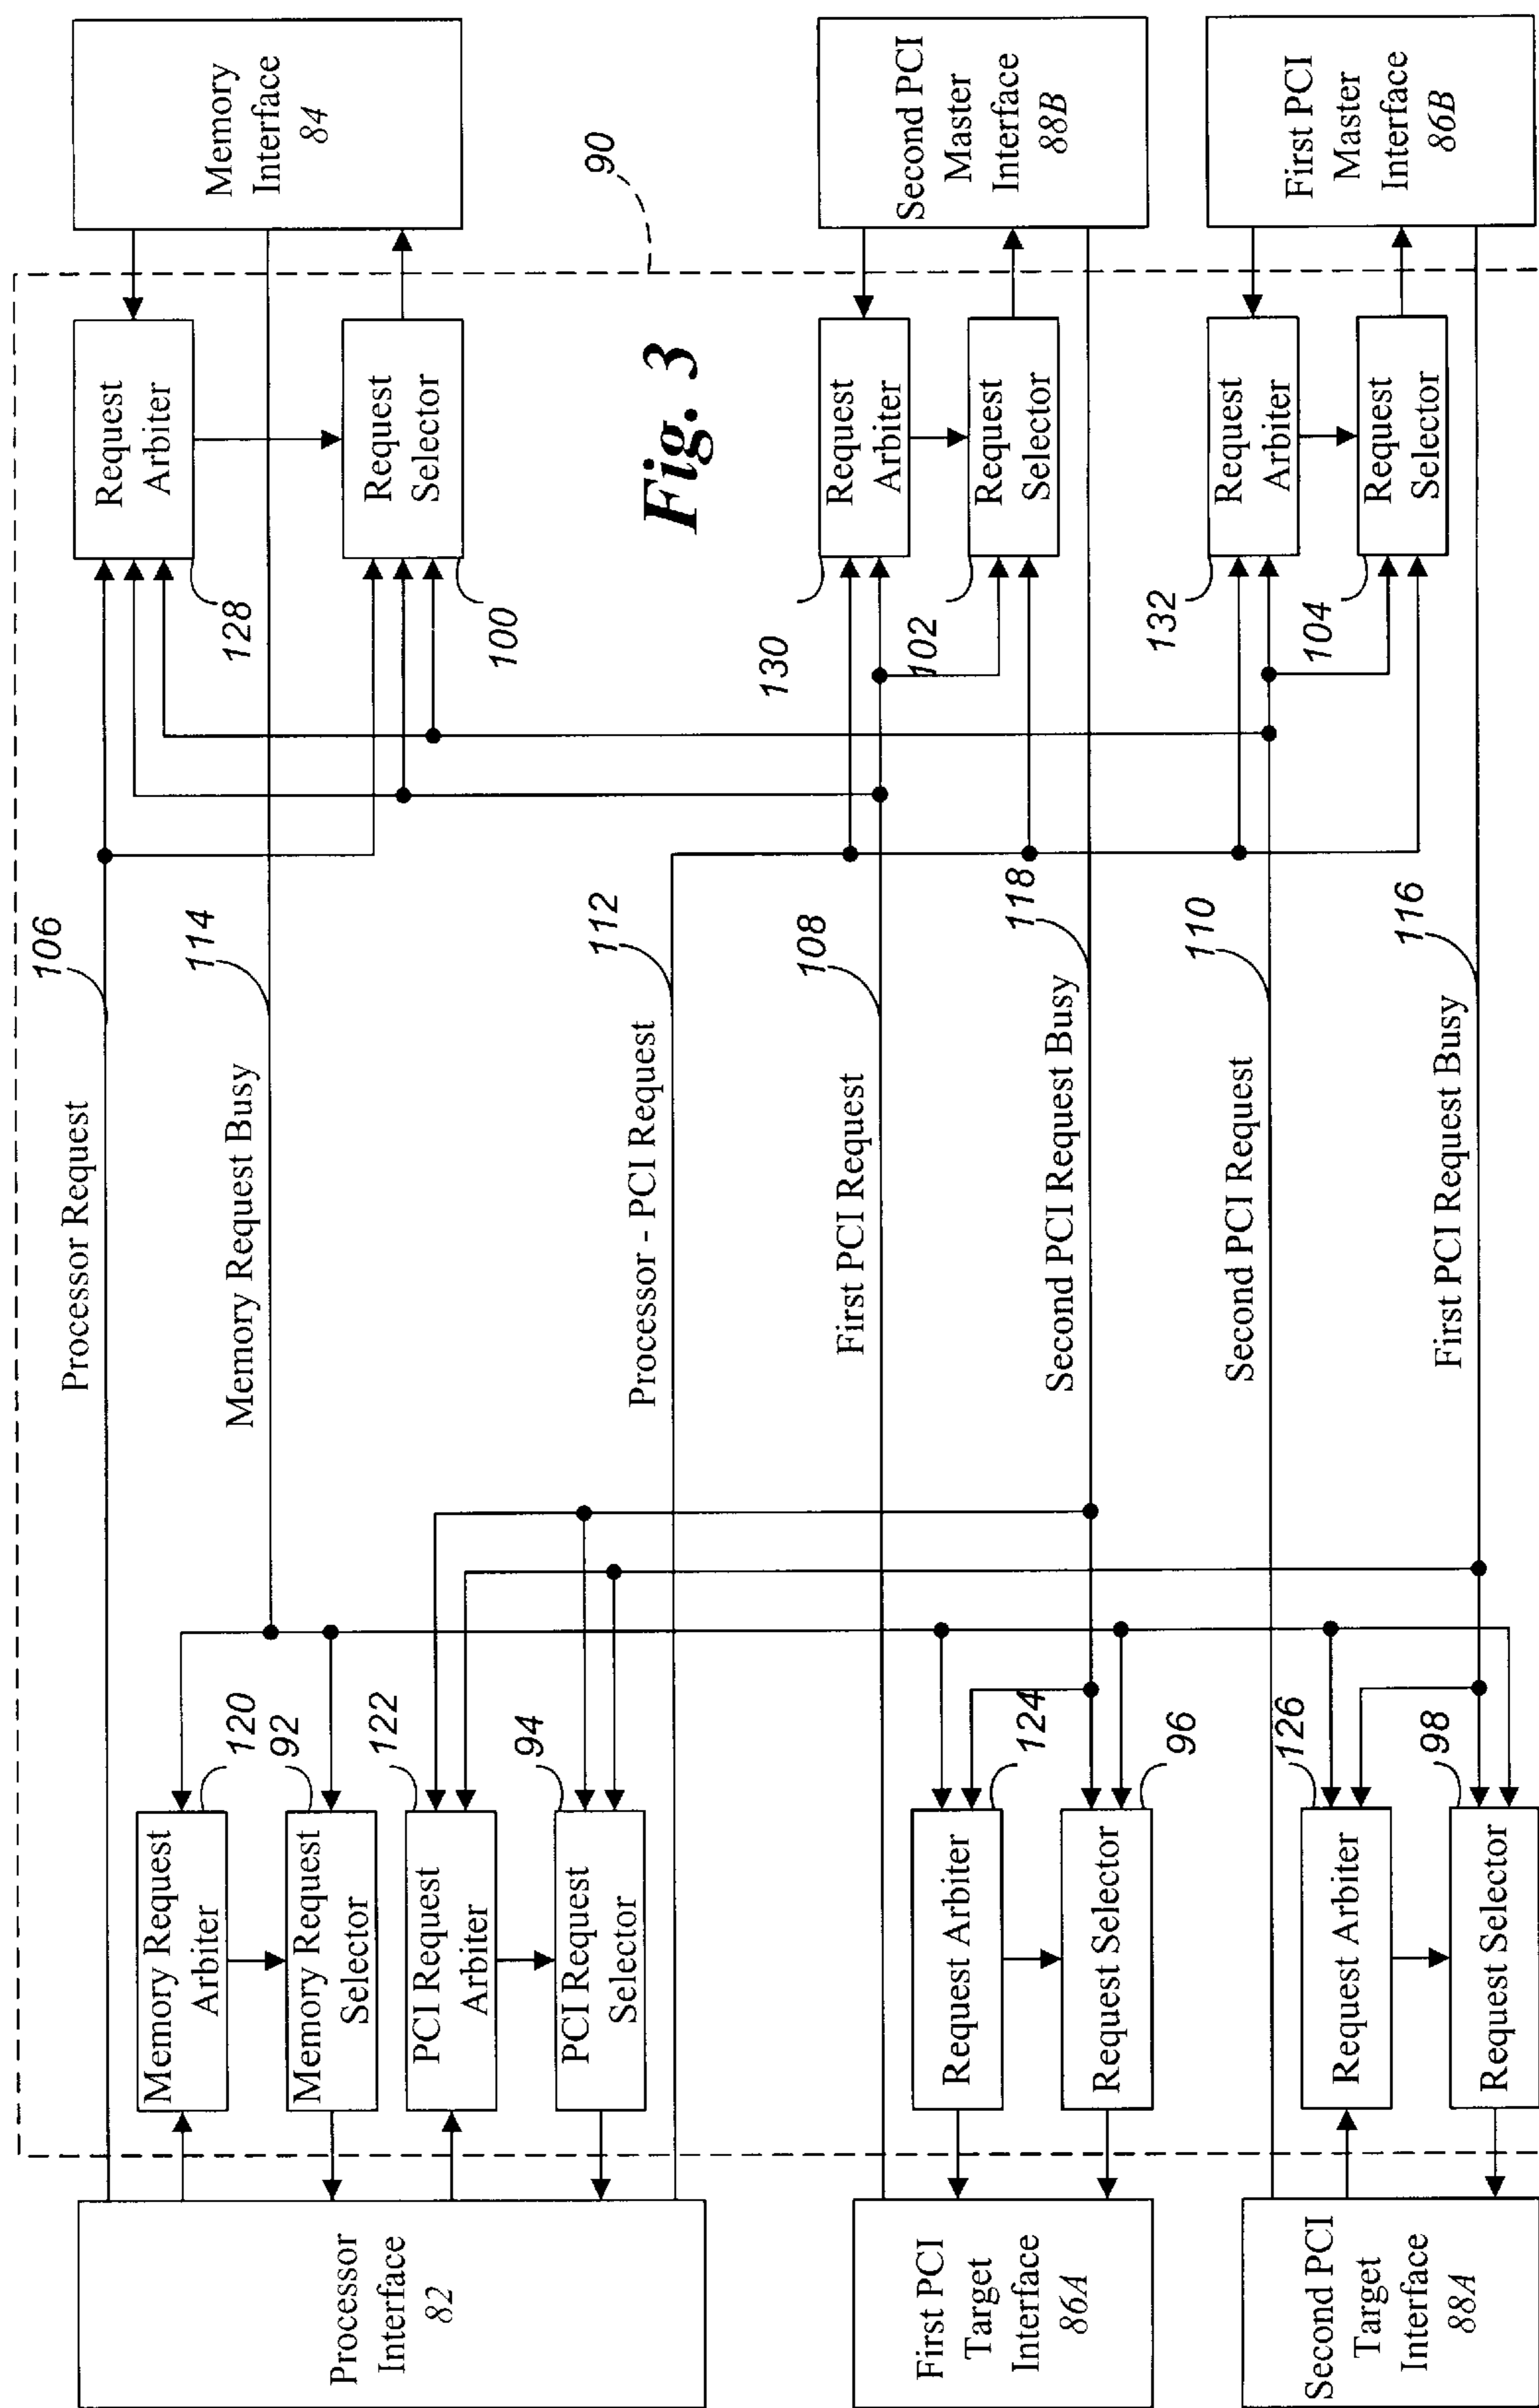 Processor
Interface
82
Memory Request
Arbiter
120
Memory Request
Selector
92
PCI Request
Arbiter
122
PCI Request
Selector
94
First PCI
Target
Interface
86A
Request Arbiter
124
Request Selector
96
Second PCI
Target
Interface
88A
Request Arbiter
126
Request Selector
98
Processor Request
106
Memory Request Busy
114
Processor - PCI Request
112
First PCI Request
108
Second PCI Request Busy
118
Second PCI Request
110
First PCI Request Busy
116
Request
Arbiter
128
Request
Selector
100
Fig. 3
Request
Arbiter
130
Request
Selector
102
Request
Arbiter
132
Request
Selector
104
90
Memory
Interface
84
Second PCI
Master
Interface
88B
First PCI
Master
Interface
86B